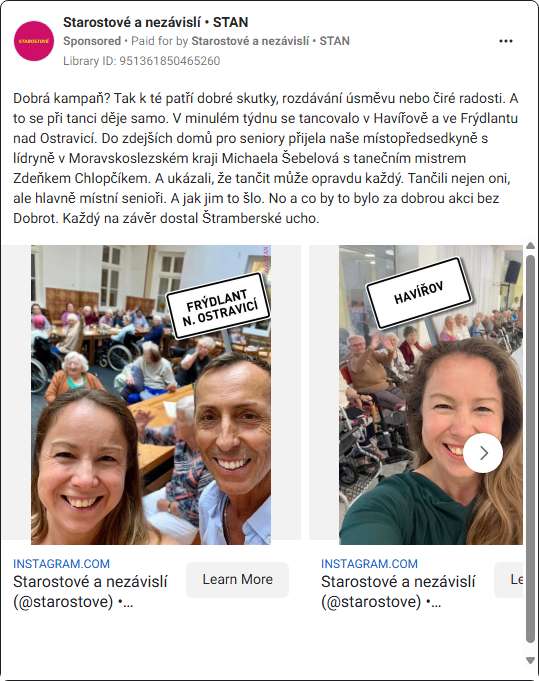 Starostové a nezávislí • STAN
Sponsored • Paid for by Starostové a nezávislí • STAN
Library ID: 951361850465260
STAROSTOVÉ
Dobrá kampaň? Tak k té patří dobré skutky, rozdávání úsměvu nebo čiré radosti. A
to se při tanci děje samo. V minulém týdnu se tancovalo v Havířově a ve Frýdlantu
nad Ostravicí. Do zdejších domů pro seniory přijela naše místopředsedkyně s
lídryně v Moravskoslezském kraji Michaela Šebelová s tanečním mistrem
Zdeňkem Chlopčíkem. A ukázali, že tančit může opravdu každý. Tančili nejen oni,
ale hlavně místní senioři. A jak jim to šlo. No a co by to bylo za dobrou akci bez
Dobrot. Každý na závěr dostal Štramberské ucho.
FRÝDLANT
N. OSTRAVICÍ
HAVÍŘOV
INSTAGRAM.COM
Starostové a nezávislí
(@starostove) •...
Learn More
INSTAGRAM.COM
Starostové a nezávislí
(@starostove) •...
Le